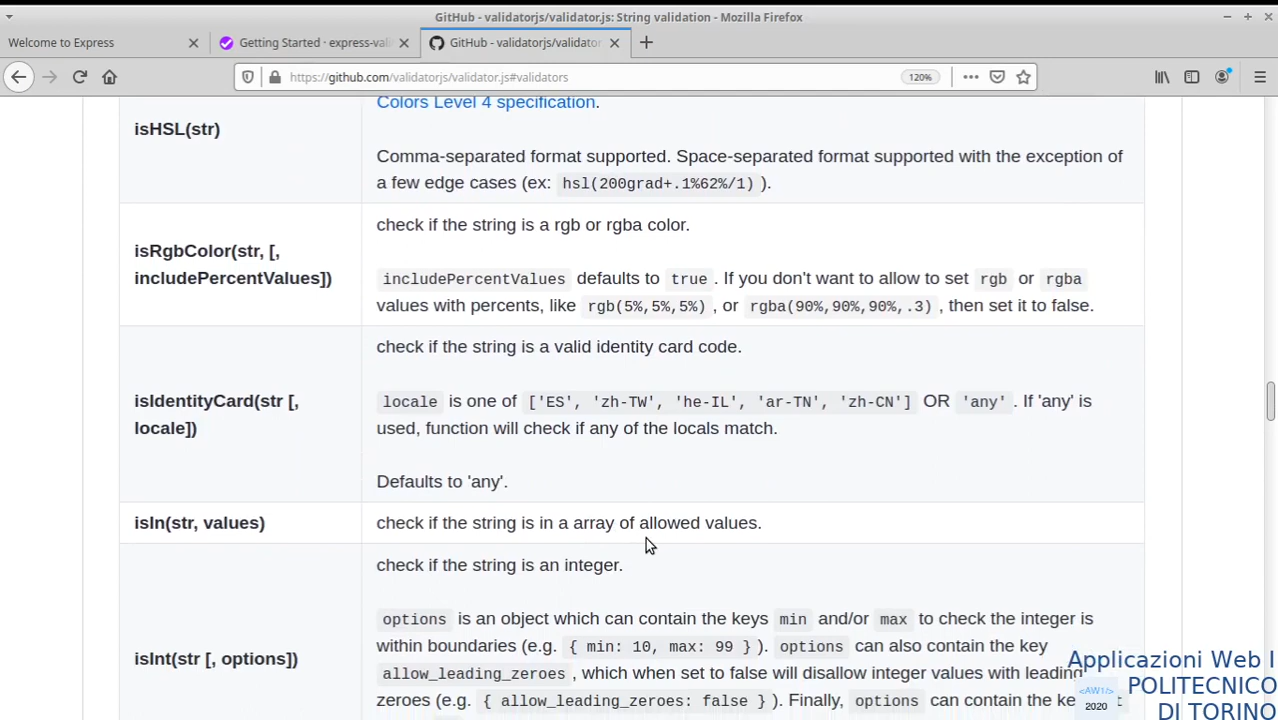 GitHub - validatorjs/validator.js: String validation - Mozilla Firefox
Welcome to Express
Getting Started · express-vali
GitHub - validatorjs/validator
https://github.com/validatorjs/validator.js#validators
120%
Colors Level 4 specification.
isHSL(str)
Comma-separated format supported. Space-separated format supported with the exception of
a few edge cases (ex: hsl(200grad+.1%62%/1) ).
check if the string is a rgb or rgba color.
isRgbColor(str, [,
includePercentValues])
includePercentValues defaults to true . If you don't want to allow to set rgb or rgba
values with percents, like rgb(5%,5%,5%) , or rgba(90%,90%,90%,.3) , then set it to false.
check if the string is a valid identity card code.
isIdentityCard(str [,
locale])
locale is one of ['ES', 'zh-TW', 'he-IL', 'ar-TN', 'zh-CN'] OR 'any' . If 'any' is
used, function will check if any of the locals match.
Defaults to 'any'.
isIn(str, values)
check if the string is in a array of allowed values.
check if the string is an integer.
isInt(str [, options])
options is an object which can contain the keys min and/or max to check the integer is
within boundaries (e.g. { min: 10, max: 99 } ). options can also contain the key
allow_leading_zeroes , which when set to false will disallow integer values with leading
zeroes (e.g. { allow_leading_zeroes: false } ). Finally, options can contain the
Applicazioni Web I
POLITECNICO
DI TORINO
<AW1/>
2020